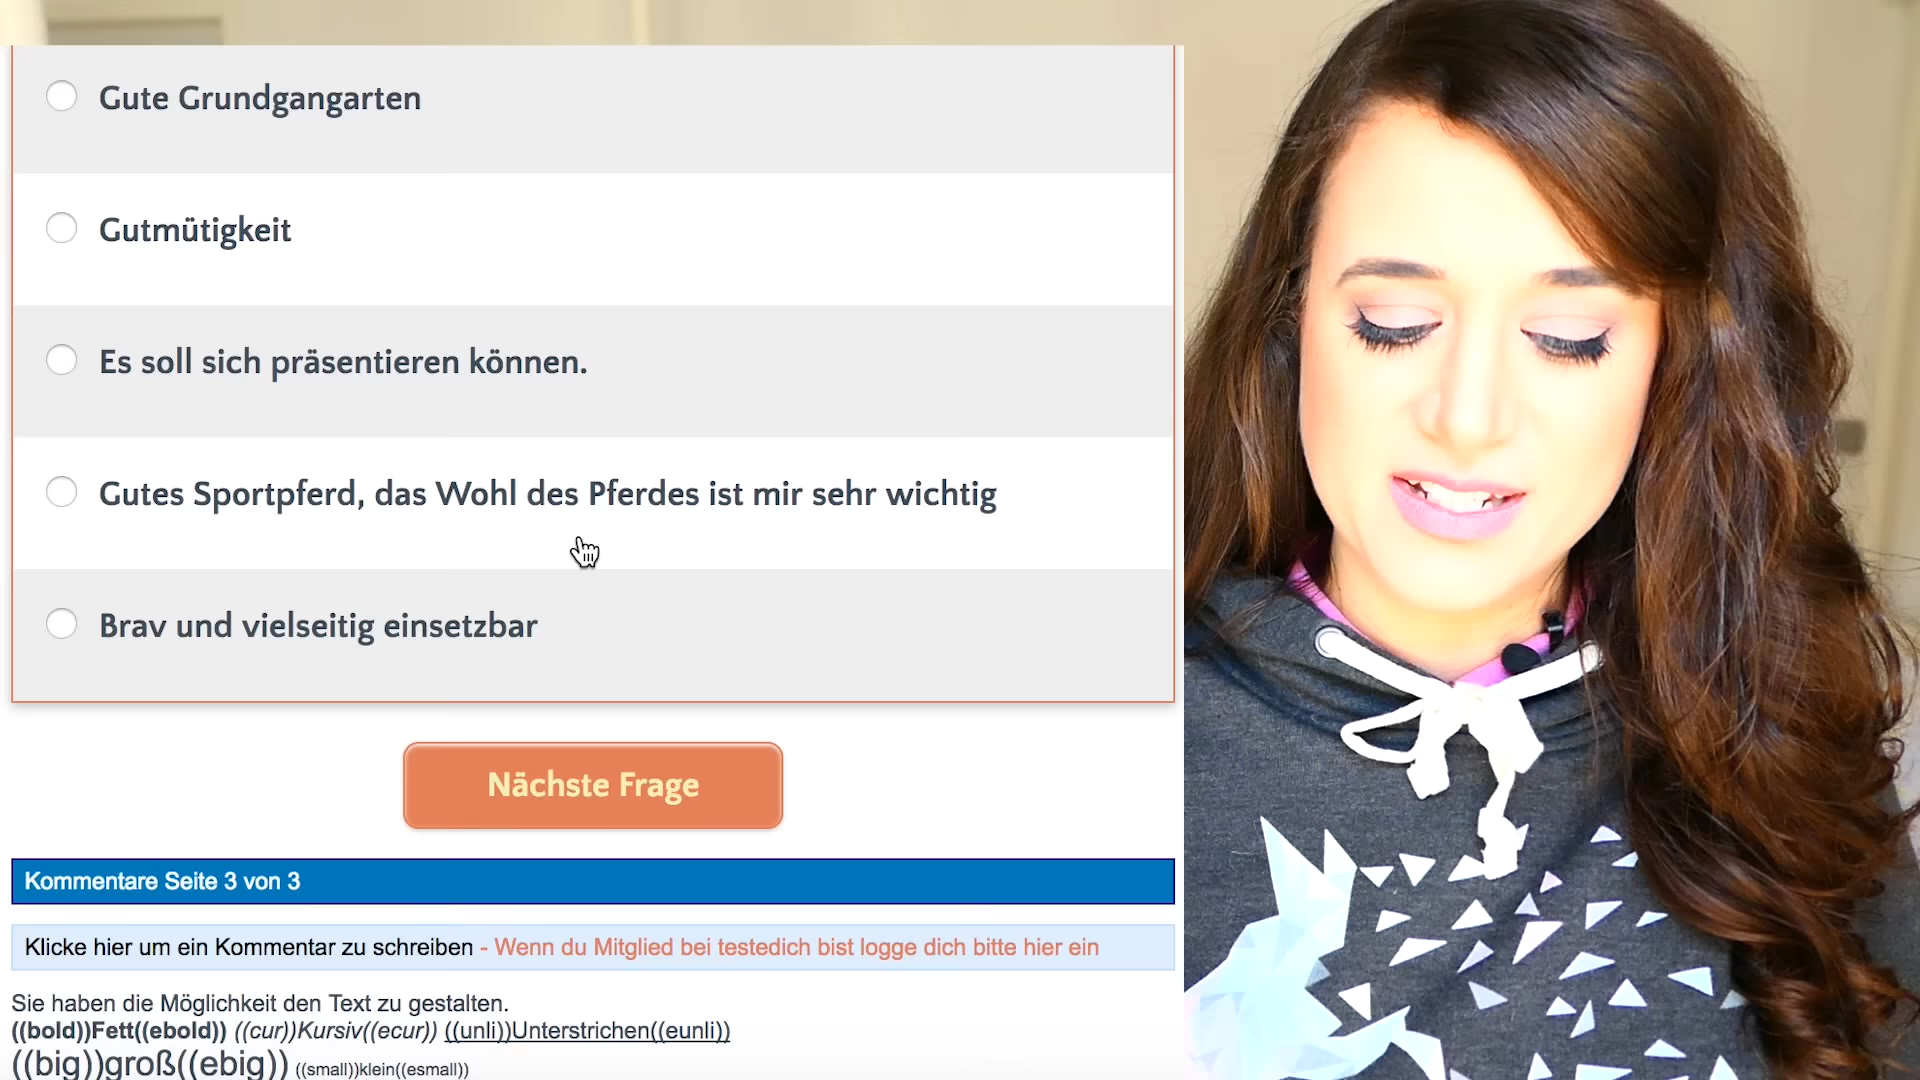 Gute Grundgangarten
Gutmütigkeit
Es soll sich präsentieren können.
Gutes Sportpferd, das Wohl des Pferdes ist mir sehr wichtig
Brav und vielseitig einsetzbar
Nächste Frage
Kommentare Seite 3 von 3
Klicke hier um ein Kommentar zu schreiben - Wenn du Mitglied bei testedich bist logge dich bitte hier ein
Sie haben die Möglichkeit den Text zu gestalten.
((bold))Fett((ebold)) ((cur))Kursiv((ecur)) ((unli))Unterstrichen((eunli))
((big))groß((ebig)) ((small))klein((esmall))